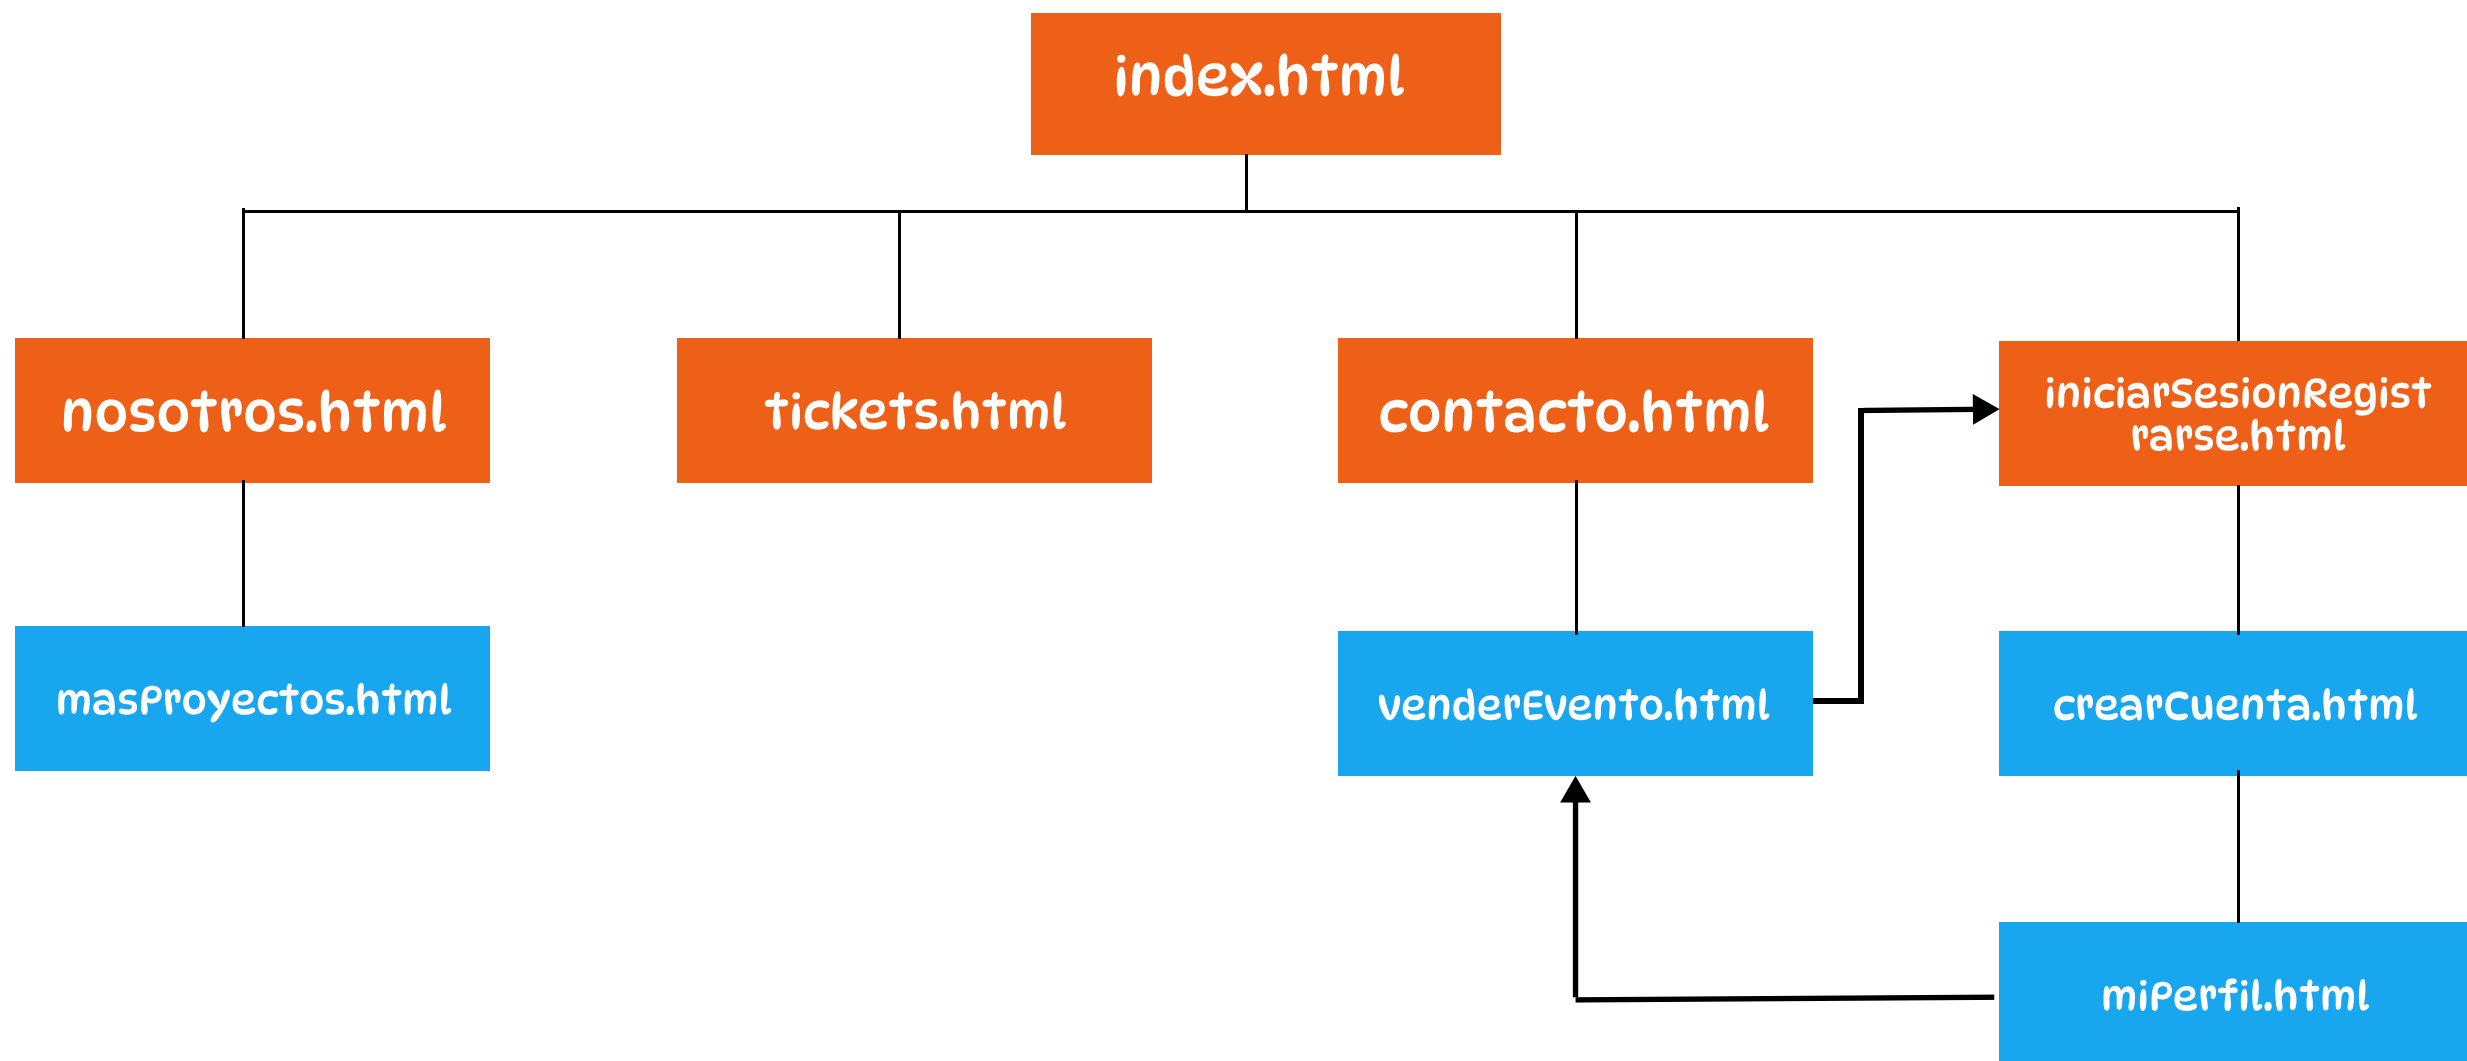 index.html
nosotros.html
tickets.html
contacto.html
iniciarSesionRegist
rarse.html
masProyectos.html
venderEvento.html
crearCuenta.html
miPerfil.html